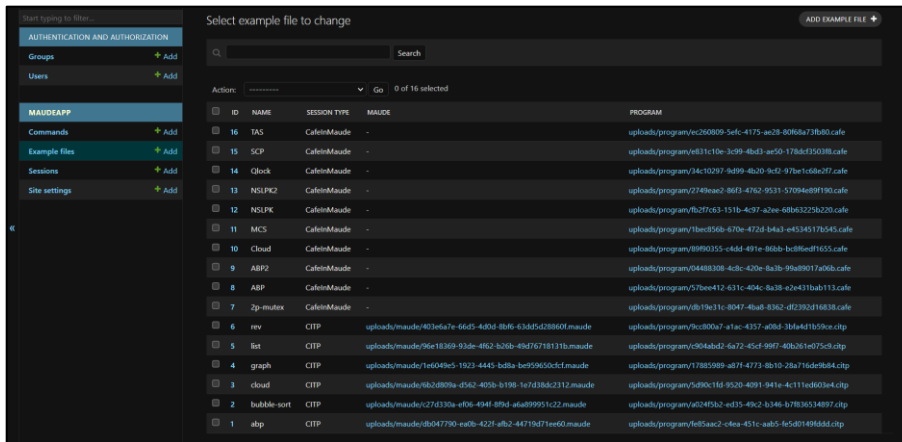 Start typing to filter...
Select example file to change
ADD EXAMPLE FILE +
AUTHENTICATION AND AUTHORIZATION
Groups + Add
Users + Add
Search
Action: --------- Go 0 of 16 selected
MAUDEAPP
Commands + Add
Example files + Add
Sessions + Add
Site settings + Add
«
ID NAME SESSION TYPE MAUDE PROGRAM
16 TAS CafeInMaude - uploads/program/ec260809-5efc-4175-ae28-80f68a73fb80.cafe
15 SCP CafeInMaude - uploads/program/e831c10e-3c99-4bd3-ae50-178dcf3503f8.cafe
14 Qlock CafeInMaude - uploads/program/34c10297-9d99-4b20-9cf2-97be1c68e2f7.cafe
13 NSLPK2 CafeInMaude - uploads/program/2749eae2-86f3-4762-9531-57094e89f190.cafe
12 NSLPK CafeInMaude - uploads/program/fb2f7c63-151b-4c97-a2ee-68b63225b220.cafe
11 MCS CafeInMaude - uploads/program/1bec856b-670e-472d-b4a3-e4534517b545.cafe
10 Cloud CafeInMaude - uploads/program/89f90355-c4dd-491e-86bb-bc8f6edf1655.cafe
9 ABP2 CafeInMaude - uploads/program/04488308-4c8c-420e-8a3b-99a89017a06b.cafe
8 ABP CafeInMaude - uploads/program/57bee412-631c-404c-8a38-e2e431bab113.cafe
7 2p-mutex CafeInMaude - uploads/program/db19e31c-8047-4ba8-8362-df2392d16838.cafe
6 rev CITP uploads/maude/403e6a7e-66d5-4d0d-8bf6-63dd5d28860f.maude uploads/program/9cc800a7-a1ac-4357-a08d-3bfa4d1b59ce.citp
5 list CITP uploads/maude/96e18369-93de-4f62-b26b-49d76718131b.maude uploads/program/c904abd2-6a72-45cf-99f7-40b261e075c9.citp
4 graph CITP uploads/maude/1e6049e5-1923-4445-bd8a-be959650cfcf.maude uploads/program/17885989-a87f-4773-8b10-28a716de9b84.citp
3 cloud CITP uploads/maude/6b2d809a-d562-405b-b198-1e7d38dc2312.maude uploads/program/5d90c1fd-9520-4091-941e-4c111ed603e4.citp
2 bubble-sort CITP uploads/maude/c27d330a-ef06-494f-8f9d-a6a899951c22.maude uploads/program/a024f5b2-ed35-49c2-b346-b7f836534897.citp
1 abp CITP uploads/maude/db047790-ea0b-422f-afb2-44719d71ee60.maude uploads/program/fe85aac2-c4ea-451c-aab5-fe5d0149fddd.citp